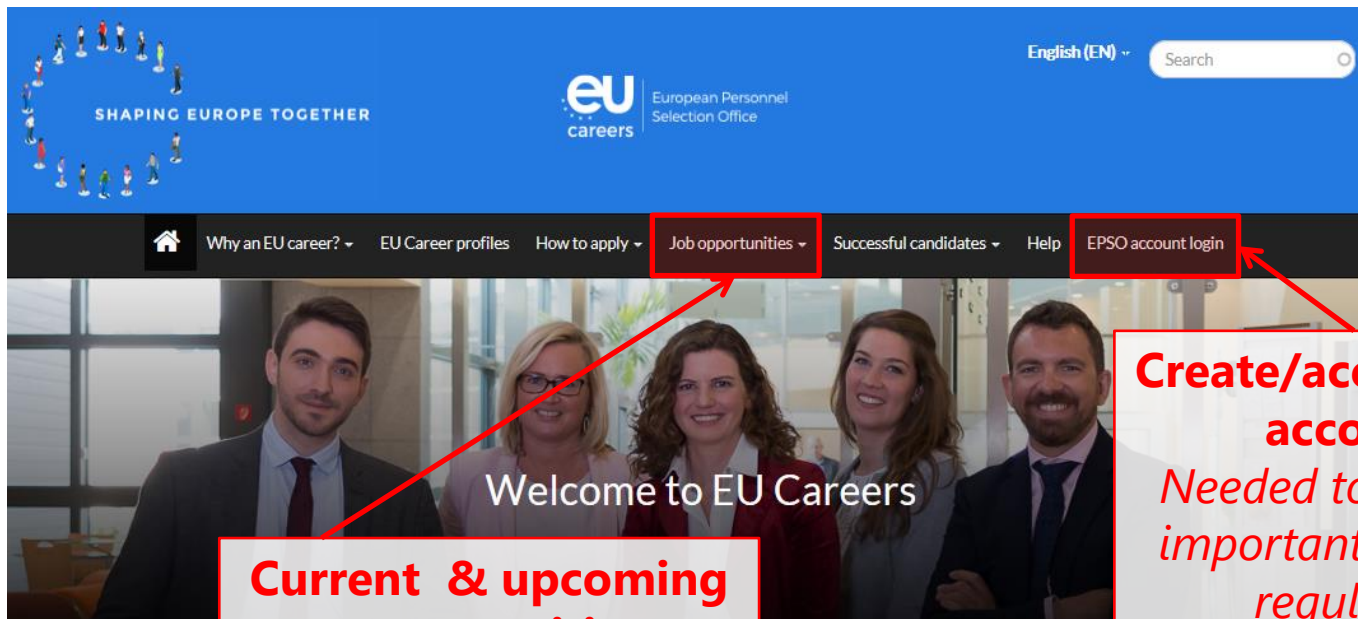 English (EN)
Search
SHAPING EUROPE TOGETHER
eu
careers
European Personnel
Selection Office
Why an EU career?
EU Career profiles
How to apply
Job opportunities
Successful candidates
Help
EPSO account login
Welcome to EU Careers
Create/acc
acco
Needed to
important
regul
Current & upcoming